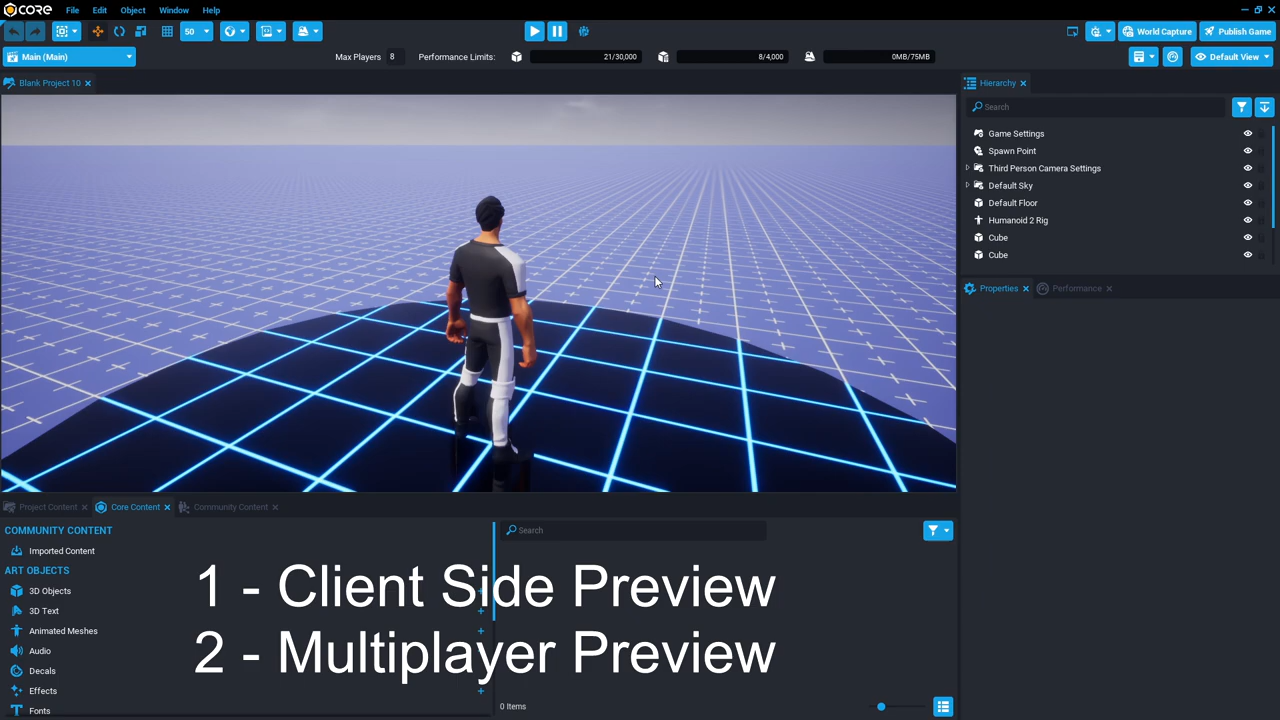 CORE
File Edit Object Window Help
50
World Capture
Publish Game
Main (Main)
Max Players 8
Performance Limits:
21/30,000
8/4,000
0MB/75MB
Default View
Blank Project 10
Hierarchy
Search
Game Settings
Spawn Point
Third Person Camera Settings
Default Sky
Default Floor
Humanoid 2 Rig
Cube
Cube
Properties
Performance
Project Content
Core Content
Community Content
COMMUNITY CONTENT
Imported Content
ART OBJECTS
3D Objects
3D Text
Animated Meshes
Audio
Decals
Effects
Fonts
Search
1 - Client Side Preview
2 - Multiplayer Preview
0 Items